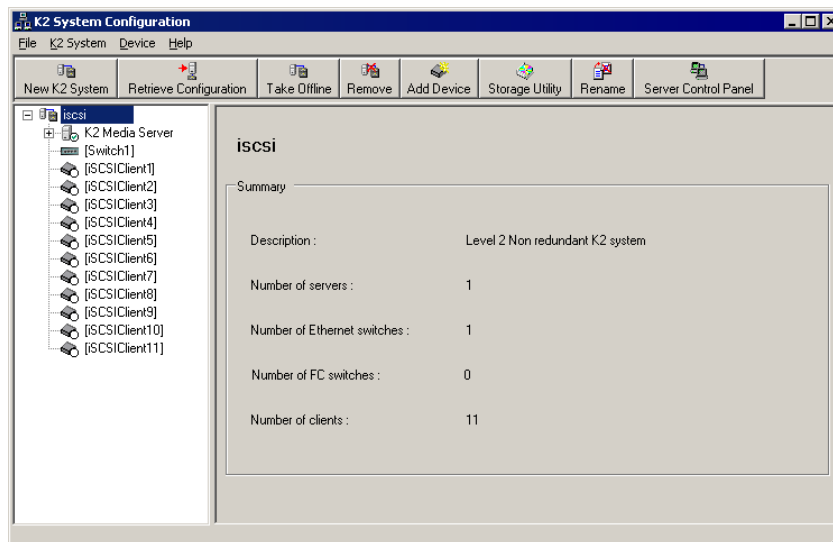 K2 System Configuration
File K2 System Device Help
New K2 System Retrieve Configuration Take Offline Remove Add Device Storage Utility Rename Server Control Panel
iscsi
K2 Media Server
[Switch1]
[iSCSIClient1]
[iSCSIClient2]
[iSCSIClient3]
[iSCSIClient4]
[iSCSIClient5]
[iSCSIClient6]
[iSCSIClient7]
[iSCSIClient8]
[iSCSIClient9]
[iSCSIClient10]
[iSCSIClient11]
iscsi
Summary
Description : Level 2 Non redundant K2 system
Number of servers : 1
Number of Ethernet switches : 1
Number of FC switches : 0
Number of clients : 11